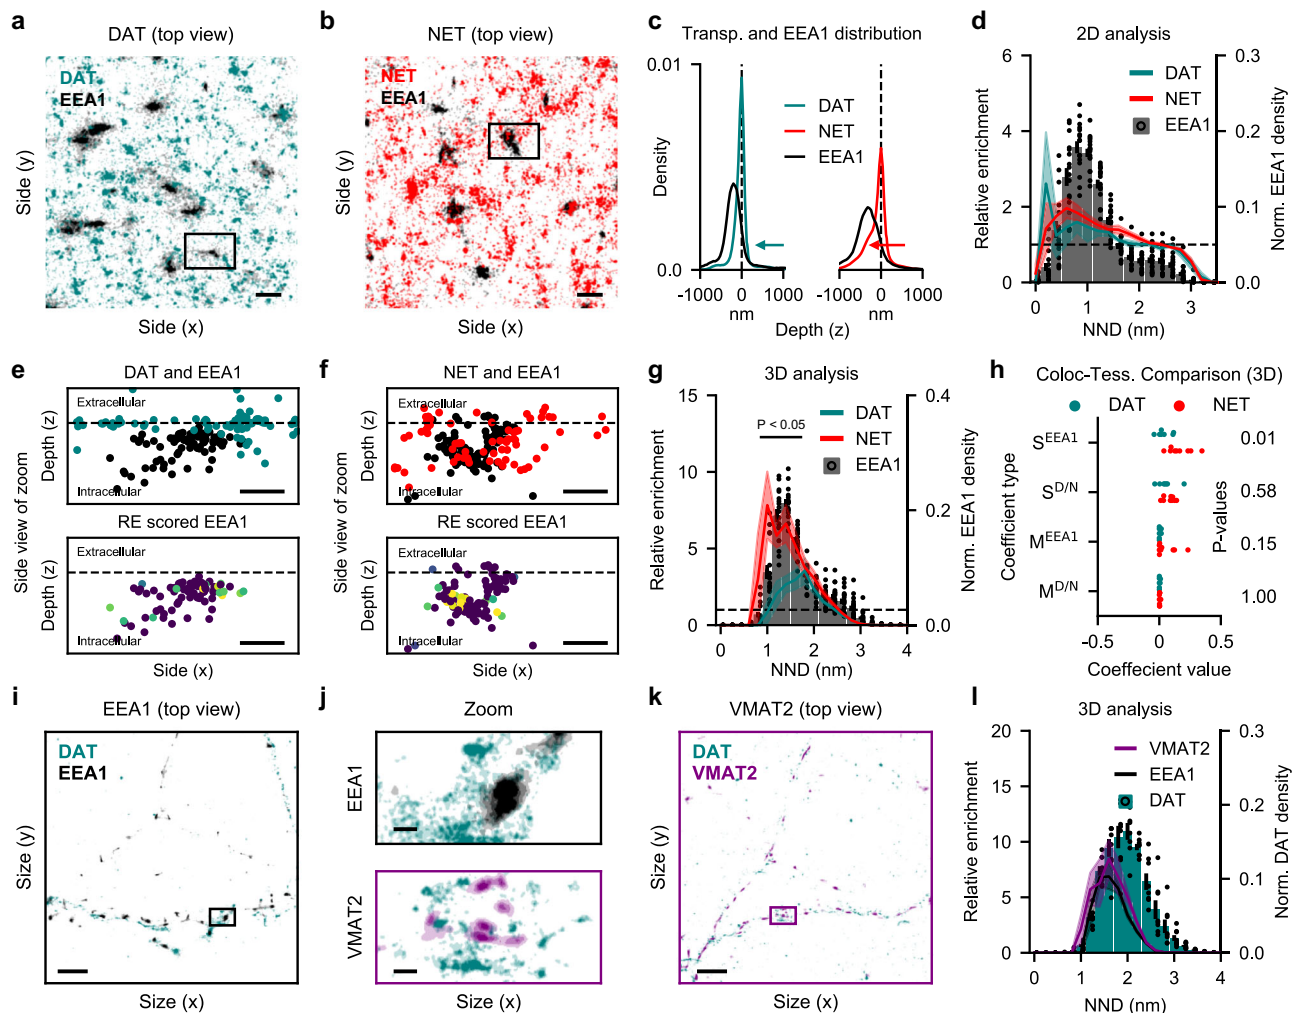 a
DAT (top view)
DAT
EEA1
Side (y)
Side (x)
b
NET (top view)
NET
EEA1
Side (y)
Side (x)
c
Transp. and EEA1 distribution
0.01
DAT
NET
EEA1
Density
0.0
-1000 0 1000 -1000 0 1000
nm nm
Depth (z)
d
2D analysis
6 0.3
DAT
NET
EEA1
4 0.2
2 0.1
0 0.0
Relative enrichment
Norm. EEA1 density
0 1 2 3
NND (nm)
e
DAT and EEA1
Extracellular
Intracellular
Depth (z)
RE scored EEA1
Extracellular
Intracellular
Depth (z)
Side view of zoom
Side (x)
f
NET and EEA1
Extracellular
Intracellular
Depth (z)
RE scored EEA1
Extracellular
Intracellular
Depth (z)
Side view of zoom
Side (x)
g
3D analysis
15 0.4
DAT
P < 0.05
NET
EEA1
10
0.2
5
0 0.0
Relative enrichment
Norm. EEA1 density
0 1 2 3 4
NND (nm)
h
Coloc-Tess. Comparison (3D)
DAT NET
S^EEA1 0.01
S^D/N 0.58
M^EEA1 0.15
M^D/N 1.00
Coefficient type
P-values
-0.5 0 0.5
Coeffecient value
i
EEA1 (top view)
DAT
EEA1
Size (y)
Size (x)
j
Zoom
EEA1
VMAT2
Size (x)
k
VMAT2 (top view)
DAT
VMAT2
Size (y)
Size (x)
l
3D analysis
20 0.3
VMAT2
EEA1
DAT
15
0.2
10
0.1
5
0 0.0
Relative enrichment
Norm. DAT density
0 1 2 3 4
NND (nm)